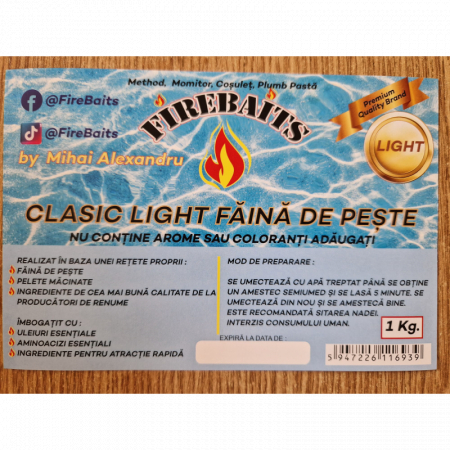 Method, Momitor, Coșuleț, Plumb Pastă
@FireBaits
FIREBAITS
Premium
Quality Brand
@FireBaits
LIGHT
by Mihai Alexandru
CLASIC LIGHT FĂINĂ DE PEȘTE
NU CONȚINE AROME SAU COLORANȚI ADĂUGAȚI
REALIZAT ÎN BAZA UNEI REȚETE PROPRII :
FĂINĂ DE PEȘTE
PELETE MĂCINATE
INGREDIENTE DE CEA MAI BUNĂ CALITATE DE LA
PRODUCĂTORI DE RENUME
ÎMBOGAȚIT CU :
ULEIURI ESENȚIALE
AMINOACIZI ESENȚIALI
INGREDIENTE PENTRU ATRACȚIE RAPIDĂ
MOD DE PREPARARE :
SE UMECTEAZĂ CU APĂ TREPTAT PÂNĂ SE OBȚINE
UN AMESTEC SEMIUMED ȘI SE LASĂ 5 MINUTE. SE
UMECTEAZĂ DIN NOU ȘI SE AMESTECĂ BINE.
ESTE RECOMANDATĂ SITAREA NADEI.
INTERZIS CONSUMULUI UMAN.
1 Kg.
EXPIRĂ LA DATA DE :
5 947226 116939